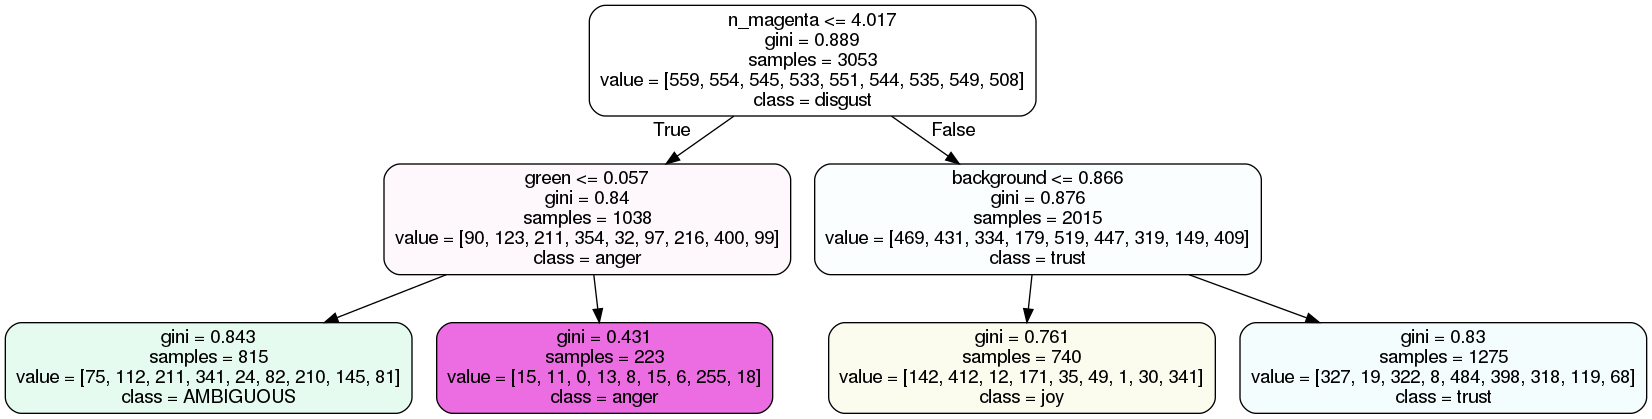 n_magenta <= 4.017
gini = 0.889
samples = 3053
value = [559, 554, 545, 533, 551, 544, 535, 549, 508]
class = disgust
True
False
green <= 0.057
gini = 0.84
samples = 1038
value = [90, 123, 211, 354, 32, 97, 216, 400, 99]
class = anger
background <= 0.866
gini = 0.876
samples = 2015
value = [469, 431, 334, 179, 519, 447, 319, 149, 409]
class = trust
gini = 0.843
samples = 815
value = [75, 112, 211, 341, 24, 82, 210, 145, 81]
class = AMBIGUOUS
gini = 0.431
samples = 223
value = [15, 11, 0, 13, 8, 15, 6, 255, 18]
class = anger
gini = 0.761
samples = 740
value = [142, 412, 12, 171, 35, 49, 1, 30, 341]
class = joy
gini = 0.83
samples = 1275
value = [327, 19, 322, 8, 484, 398, 318, 119, 68]
class = trust